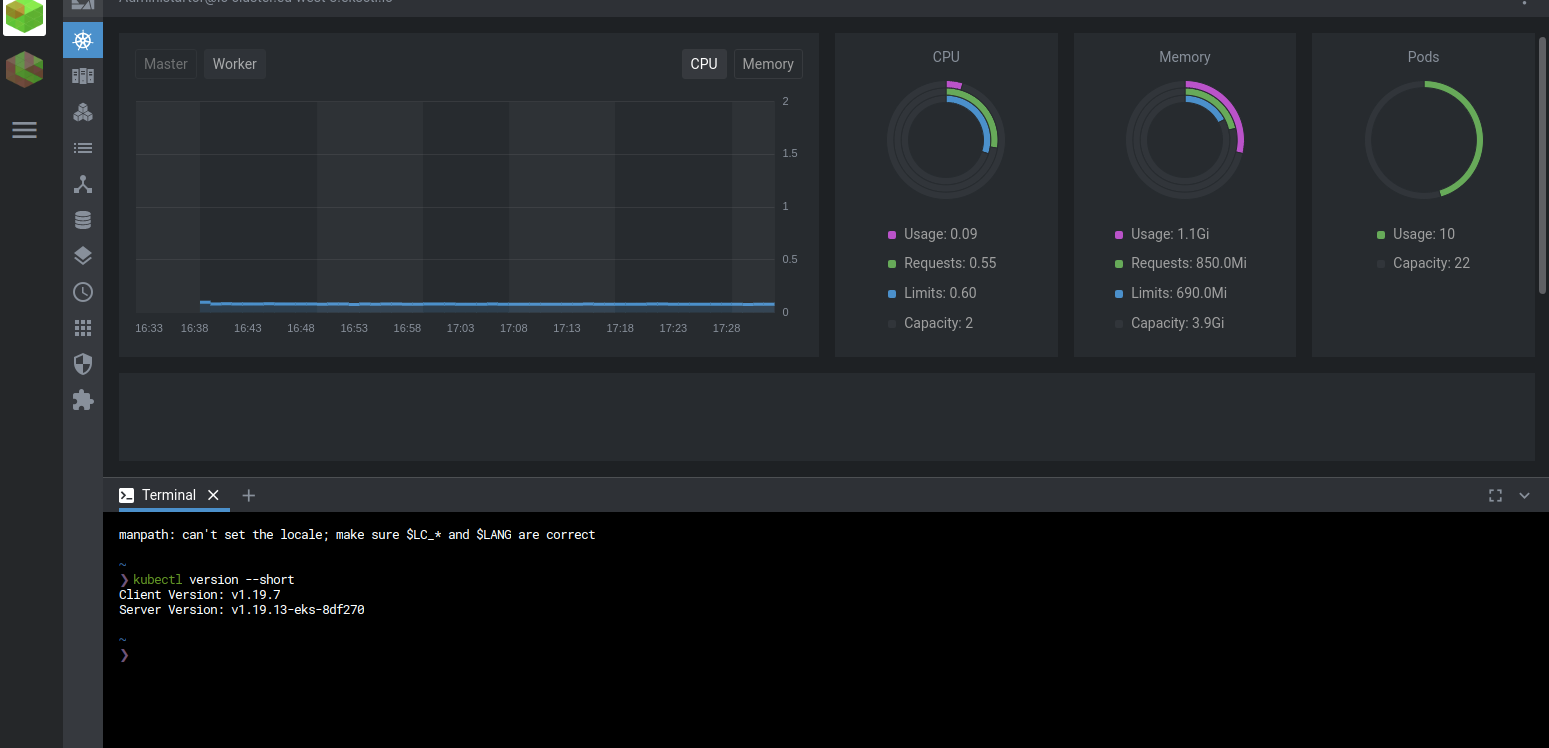 Master Worker CPU Memory
2
1.5
1
0.5
0
16:33 16:38 16:43 16:48 16:53 16:58 17:03 17:08 17:13 17:18 17:23 17:28
CPU
Usage: 0.09
Requests: 0.55
Limits: 0.60
Capacity: 2
Memory
Usage: 1.1Gi
Requests: 850.0Mi
Limits: 690.0Mi
Capacity: 3.9Gi
Pods
Usage: 10
Capacity: 22
Terminal
manpath: can't set the locale; make sure $LC_* and $LANG are correct
~
❯ kubectl version --short
Client Version: v1.19.7
Server Version: v1.19.13-eks-8df270
~
❯